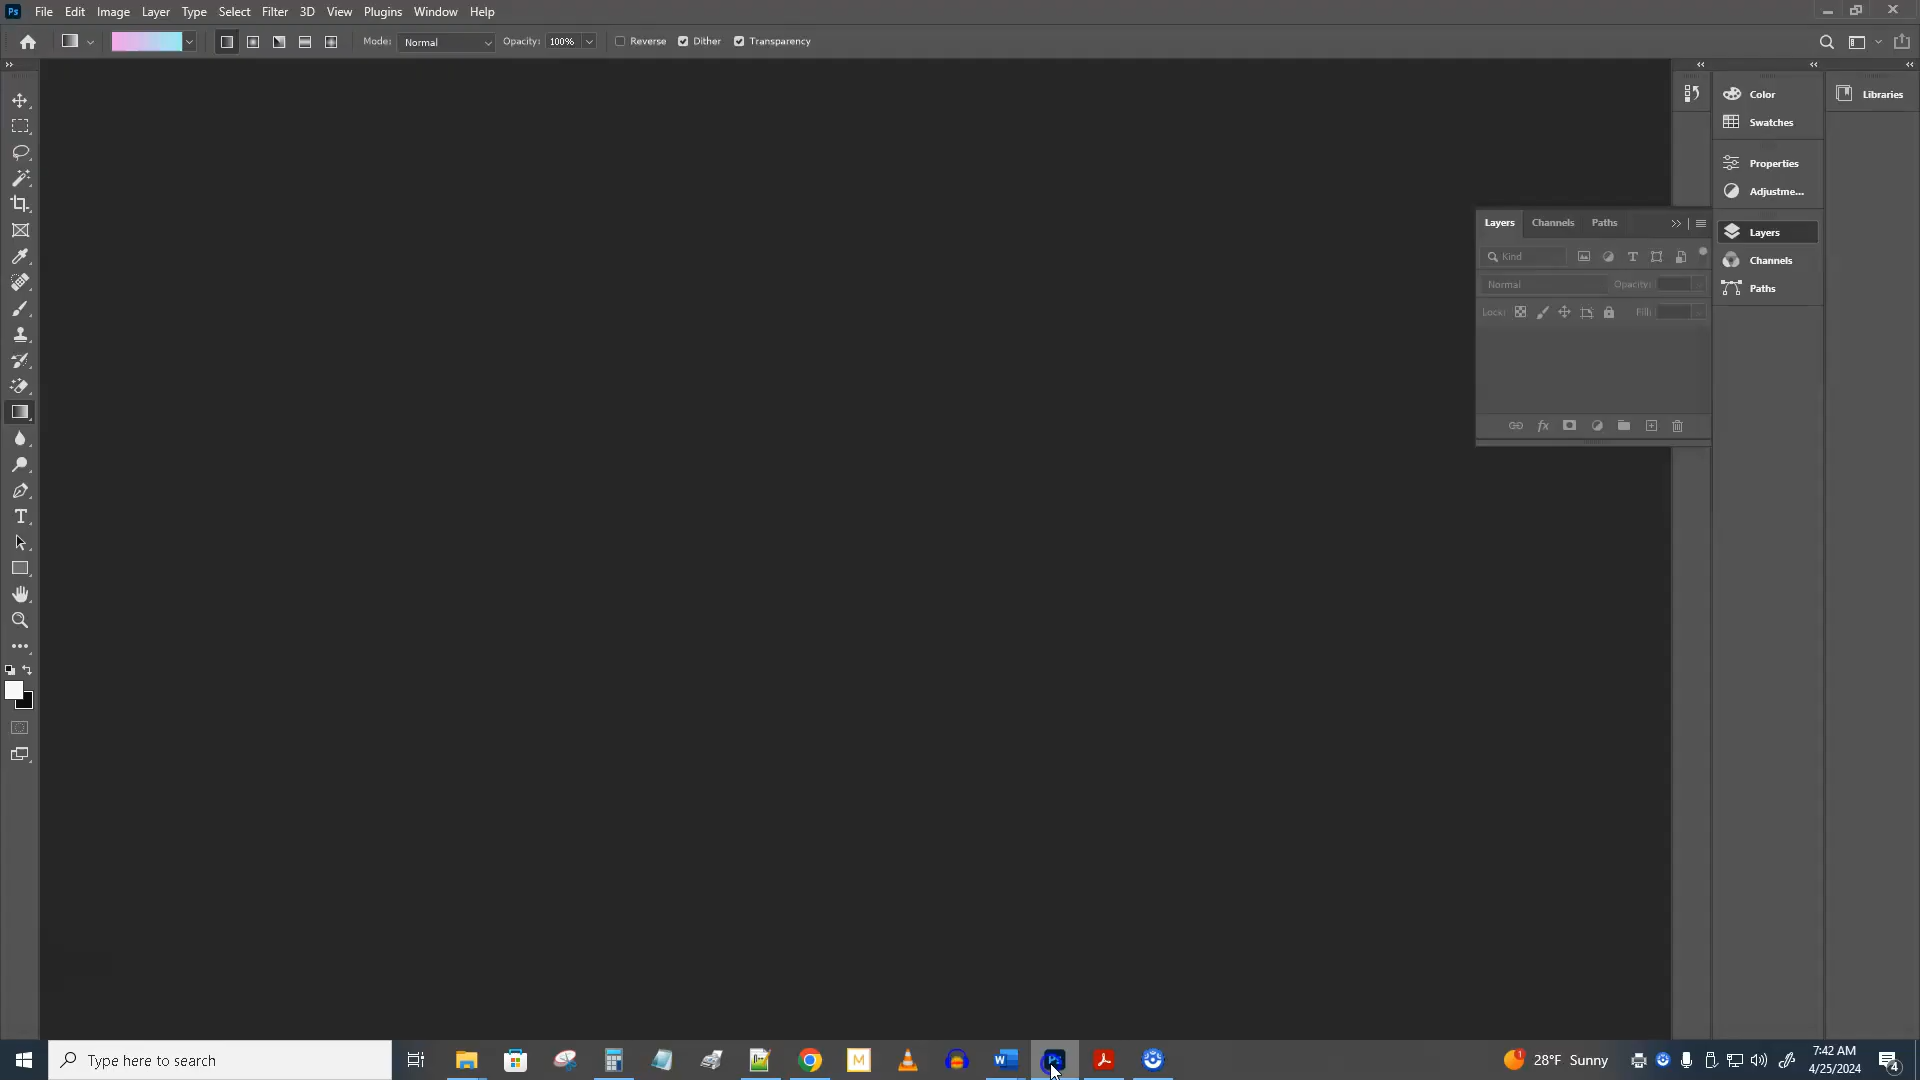 Ps File Edit Image Layer Type Select Filter 3D View Plugins Window Help
Mode: Normal Opacity: 100% Reverse Dither Transparency
Color
Swatches
Properties
Adjustme...
Layers
Channels
Paths
Libraries
Layers Channels Paths
Kind
Normal Opacity:
Lock: Fill:
Type here to search
W Ps M
28°F Sunny
7:42 AM
4/25/2024
4